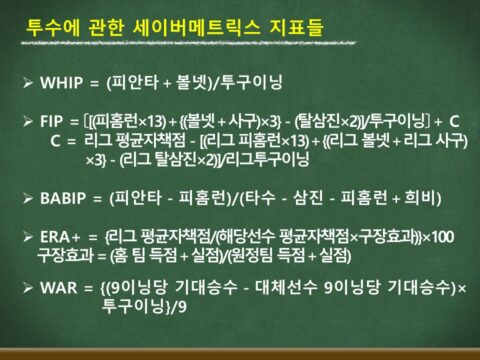 투수에 관한 세이버메트릭스 지표들
➢ WHIP = (피안타 + 볼넷)/투구이닝
➢ FIP = [[(피홈런×13) + {(볼넷 + 사구)×3} - (탈삼진×2)]/투구이닝] + C
C = 리그 평균자책점 - [(리그 피홈런×13) + {(리그 볼넷 + 리그 사구)
×3} - (리그 탈삼진×2)]/리그투구이닝
➢ BABIP = (피안타 - 피홈런)/(타수 - 삼진 - 피홈런 + 희비)
➢ ERA+ = {리그 평균자책점/(해당선수 평균자책점×구장효과)}×100
구장효과 = (홈 팀 득점 + 실점)/(원정팀 득점 + 실점)
➢ WAR = {(9이닝당 기대승수 - 대체선수 9이닝당 기대승수)×
투구이닝}/9